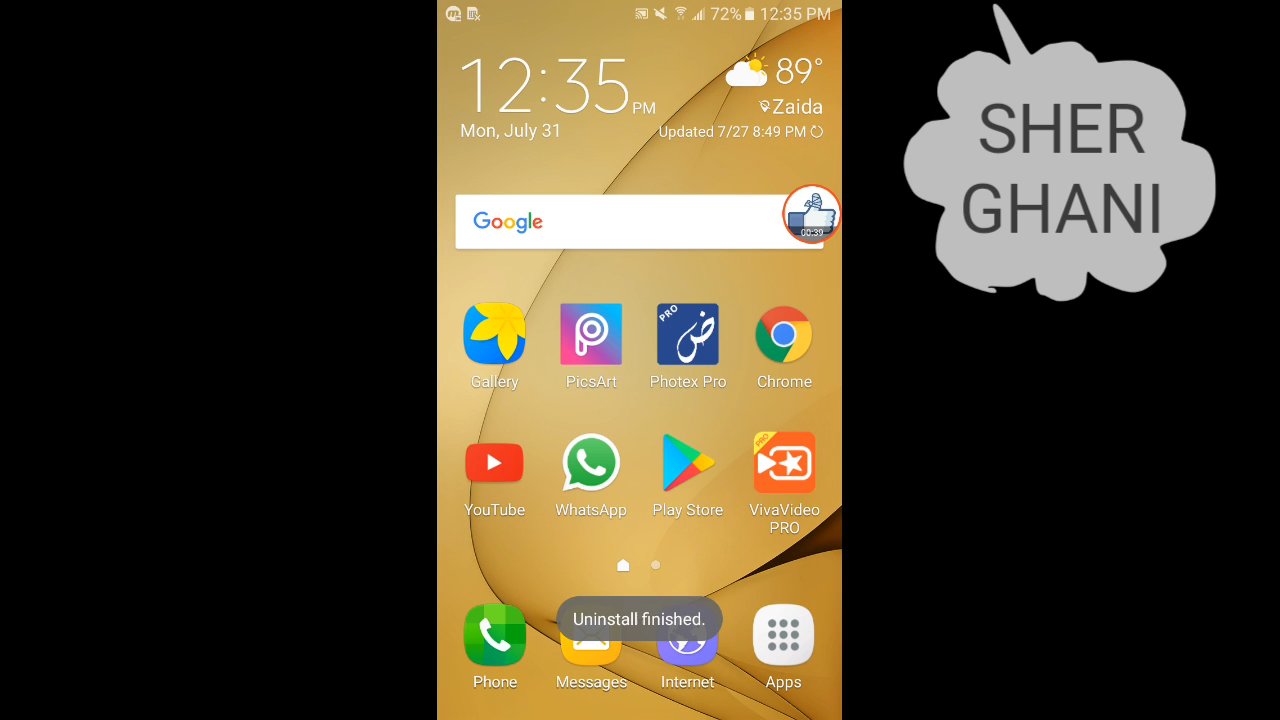 72% 12:35 PM
12:35 PM
89°
Zaida
Mon, July 31
Updated 7/27 8:49 PM
Google
00:39
SHER
GHANI
PRO
ض
Gallery
PicsArt
Photex Pro
Chrome
PRO
YouTube
WhatsApp
Play Store
VivaVideo
PRO
Uninstall finished.
Phone
Messages
Internet
Apps